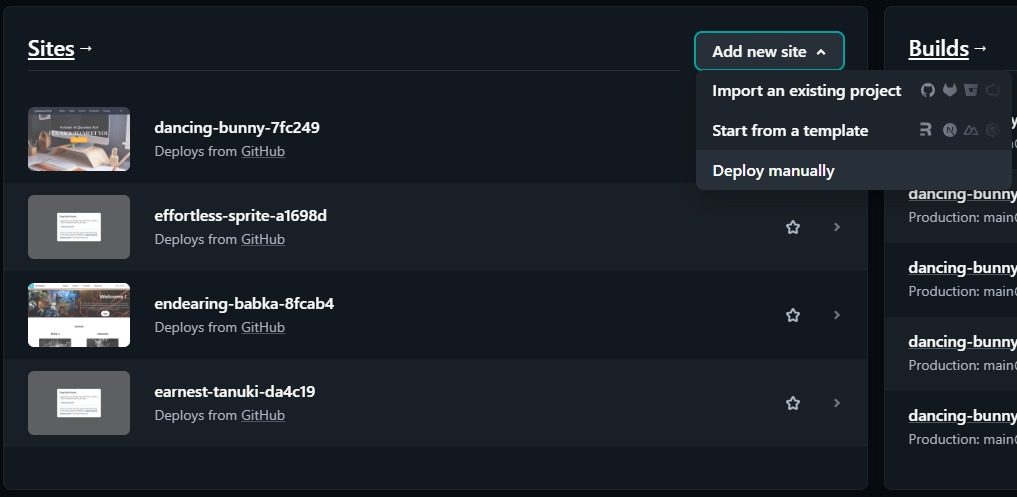 Sites →
Add new site
Import an existing project
Start from a template
Deploy manually
dancing-bunny-7fc249
Deploys from GitHub
effortless-sprite-a1698d
Deploys from GitHub
endearing-babka-8fcab4
Deploys from GitHub
earnest-tanuki-da4c19
Deploys from GitHub
Builds →
dancing-bunny
Production: main
dancing-bunny
Production: main
dancing-bunny
Production: main
dancing-bunny
Production: main